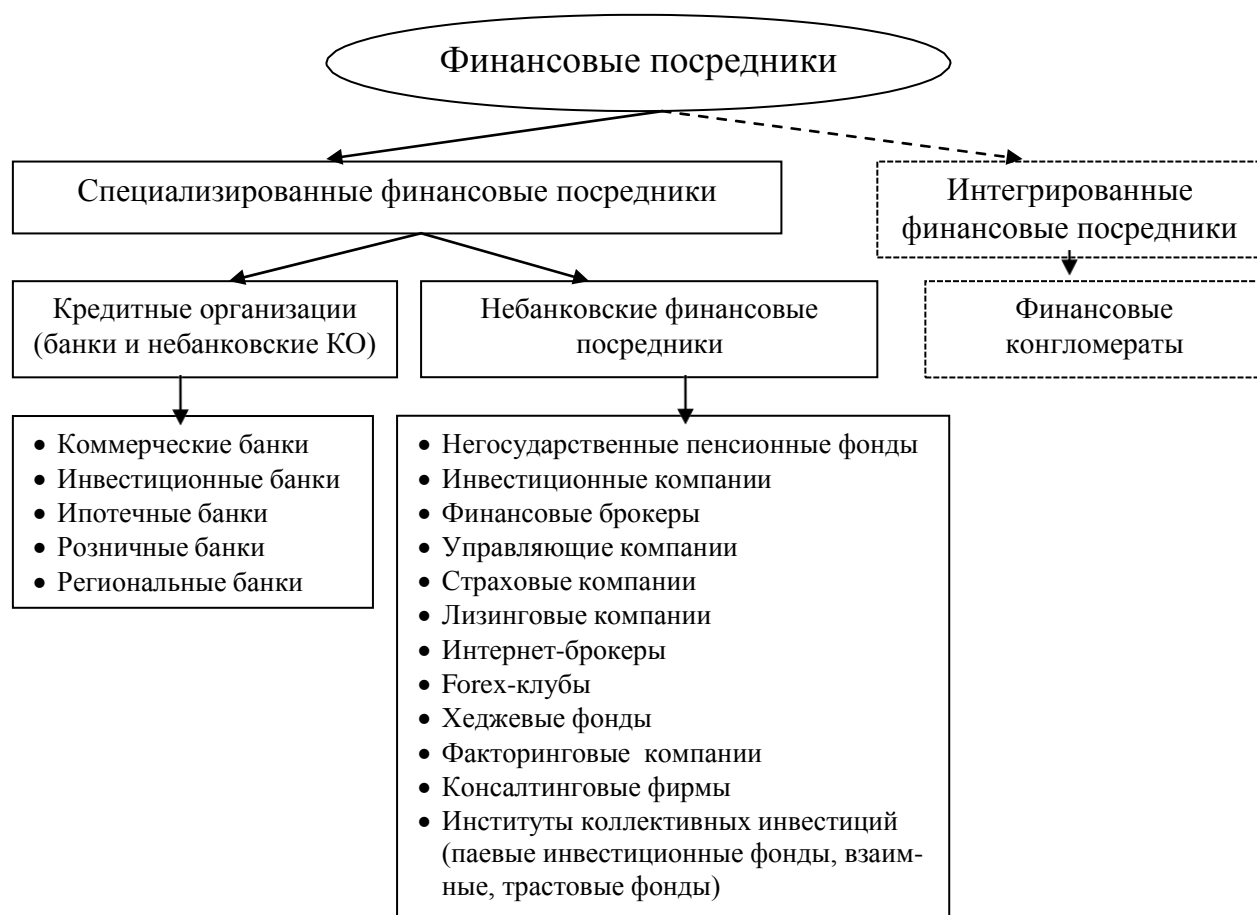 Финансовые посредники
Специализированные финансовые посредники
Интегрированные
финансовые посредники
Кредитные организации
(банки и небанковские КО)
Небанковские финансовые
посредники
Финансовые
конгломераты
• Коммерческие банки
• Инвестиционные банки
• Ипотечные банки
• Розничные банки
• Региональные банки
• Негосударственные пенсионные фонды
• Инвестиционные компании
• Финансовые брокеры
• Управляющие компании
• Страховые компании
• Лизинговые компании
• Интернет-брокеры
• Forex-клубы
• Хеджевые фонды
• Факторинговые компании
• Консалтинговые фирмы
• Институты коллективных инвестиций
(паевые инвестиционные фонды, взаим-
ные, трастовые фонды)